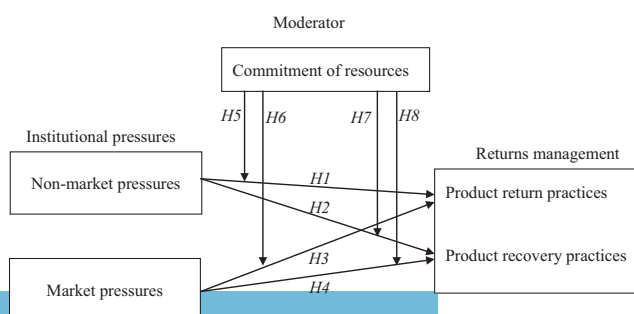 Moderator
Commitment of resources
H5
H6
H7
H8
Institutional pressures
Returns management
Non-market pressures
H1
Product return practices
H2
H3
Product recovery practices
H4
Market pressures